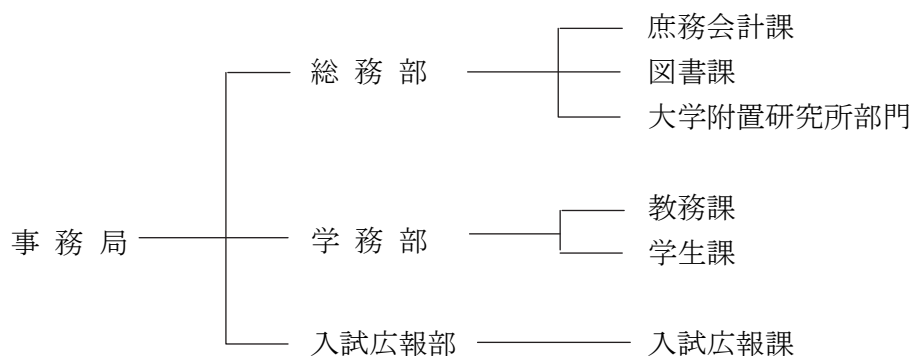 庶務会計課
総務部
図書課
大学附置研究所部門
教務課
事務局
学務部
学生課
入試広報部
入試広報課